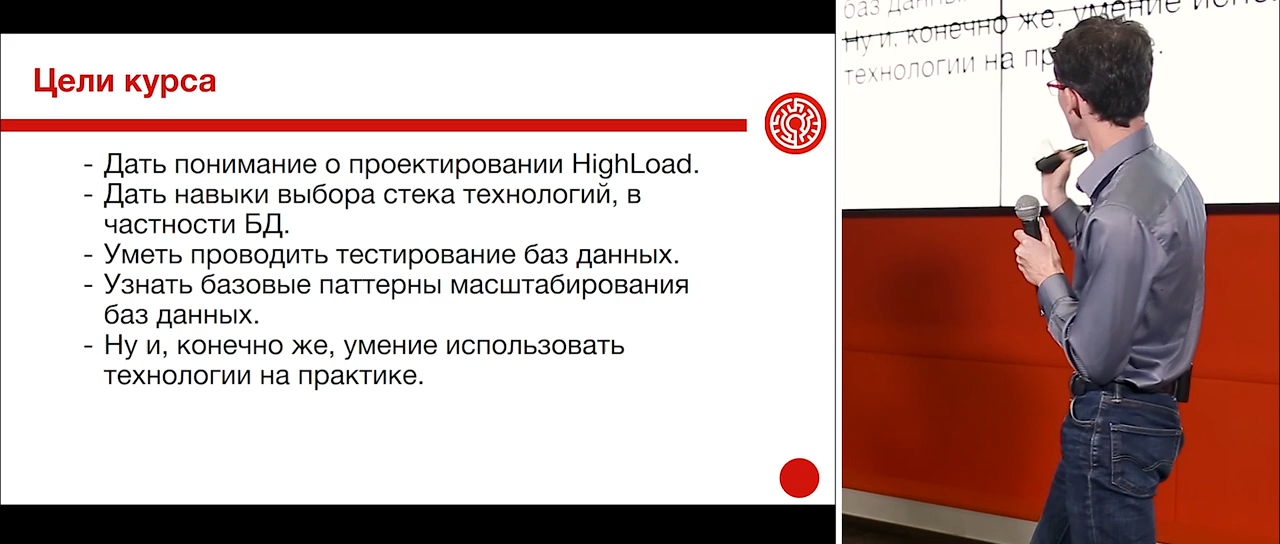 Цели курса
- Дать понимание о проектировании HighLoad.
- Дать навыки выбора стека технологий, в
частности БД.
- Уметь проводить тестирование баз данных.
- Узнать базовые паттерны масштабирования
баз данных.
- Ну и, конечно же, умение использовать
технологии на практике.
баз данных
Ну и, конечно же, умение
технологии на